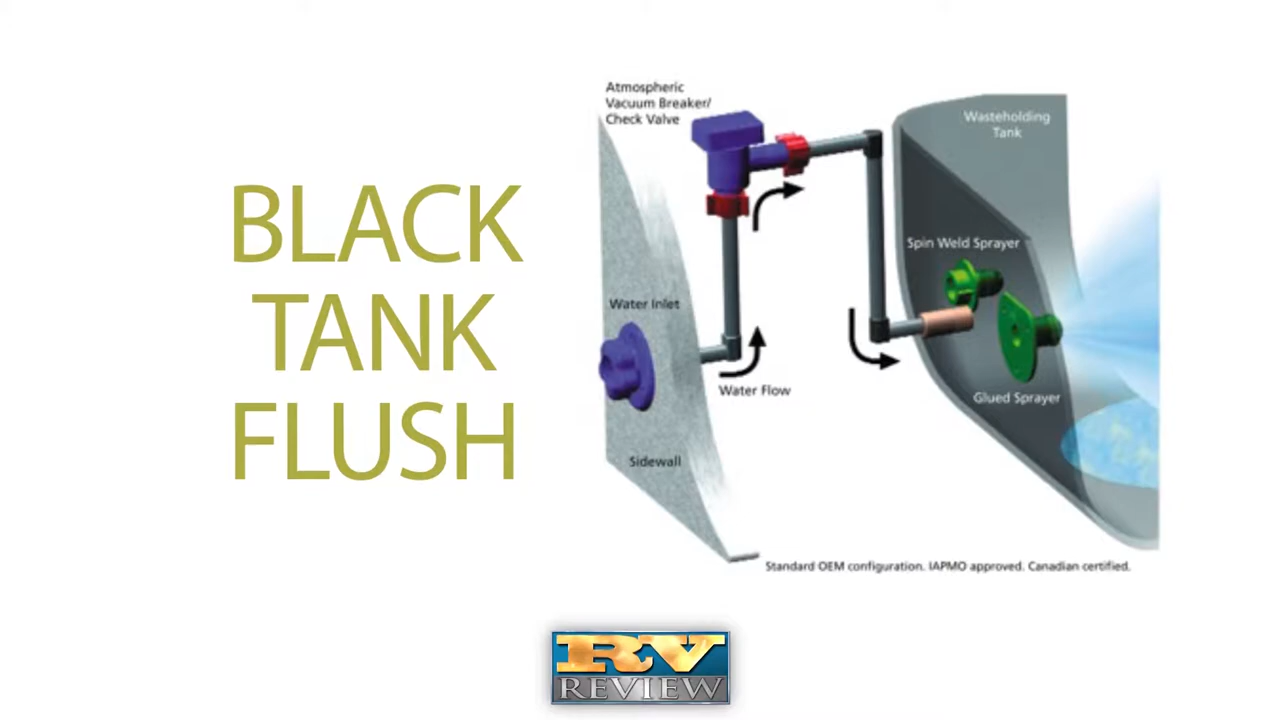 BLACK
TANK
FLUSH
Atmospheric
Vacuum Breaker/
Check Valve
Wasteholding
Tank
Spin Weld Sprayer
Water Inlet
Water Flow
Glued Sprayer
Sidewall
Standard OEM configuration. IAPMO approved. Canadian certified.
RV
REVIEW